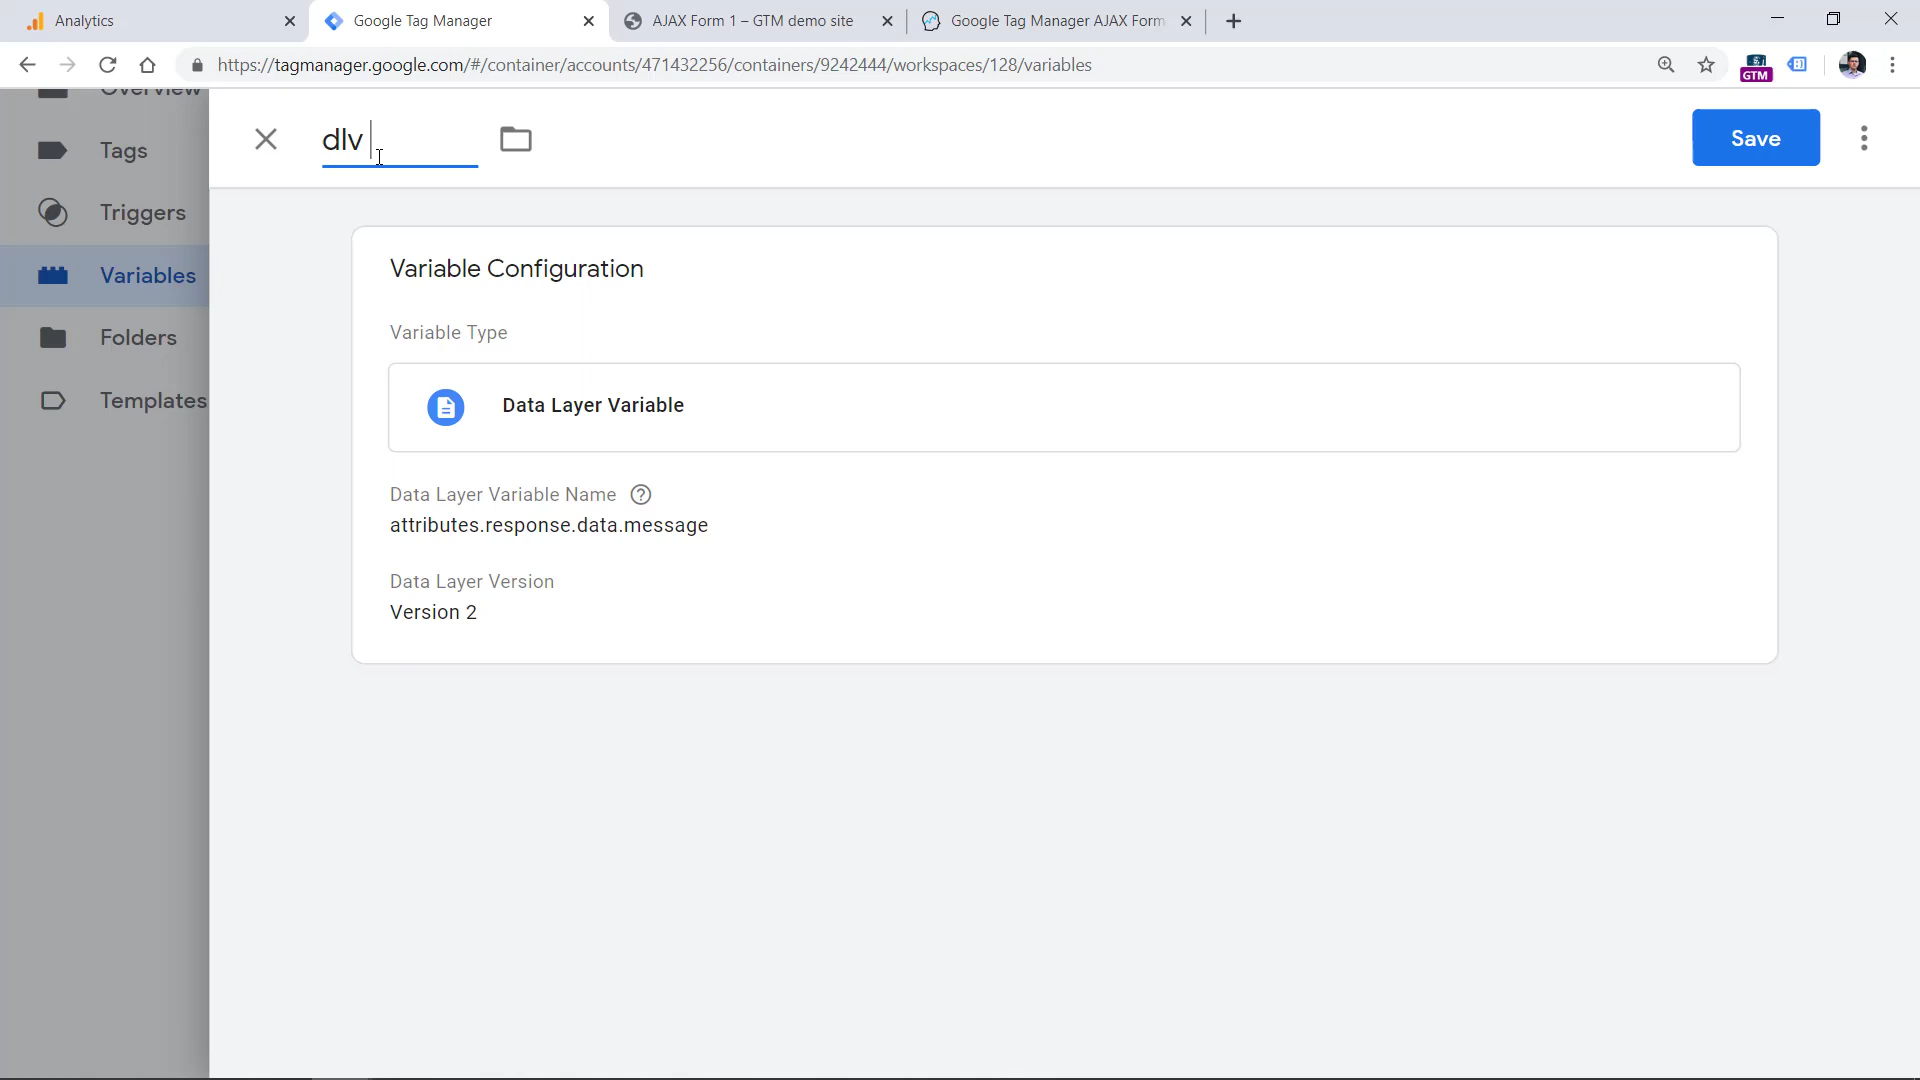 Analytics
Google Tag Manager
AJAX Form 1 – GTM demo site
Google Tag Manager AJAX Form
https://tagmanager.google.com/#/container/accounts/471432256/containers/9242444/workspaces/128/variables
GTM
Overview
dlv
Save
Tags
Triggers
Variables
Folders
Templates
Variable Configuration
Variable Type
Data Layer Variable
Data Layer Variable Name
attributes.response.data.message
Data Layer Version
Version 2